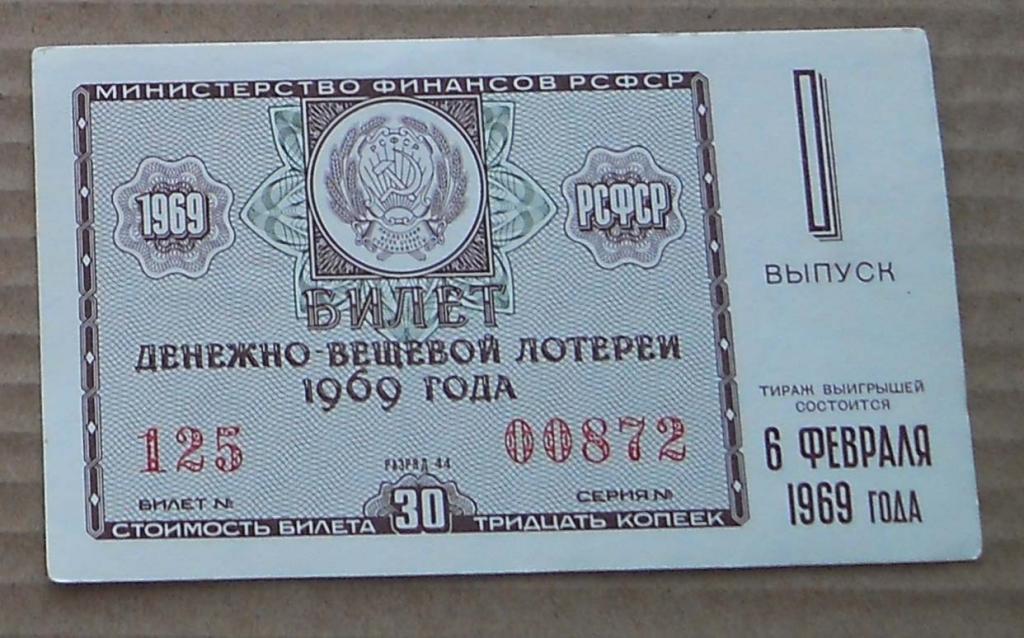 МИНИСТЕРСТВО ФИНАНСОВ РСФСР
РСФСР
1969
РСФСР
БИЛЕТ
ДЕНЕЖНО-ВЕЩЕВОЙ ЛОТЕРЕИ
1969 ГОДА
125
00872
РАЗРЯД-44
БИЛЕТ №
СЕРИЯ №
СТОИМОСТЬ БИЛЕТА 30 ТРИДЦАТЬ КОПЕЕК
I
ВЫПУСК
ТИРАЖ ВЫИГРЫШЕЙ
СОСТОИТСЯ
6 ФЕВРАЛЯ
1969 ГОДА